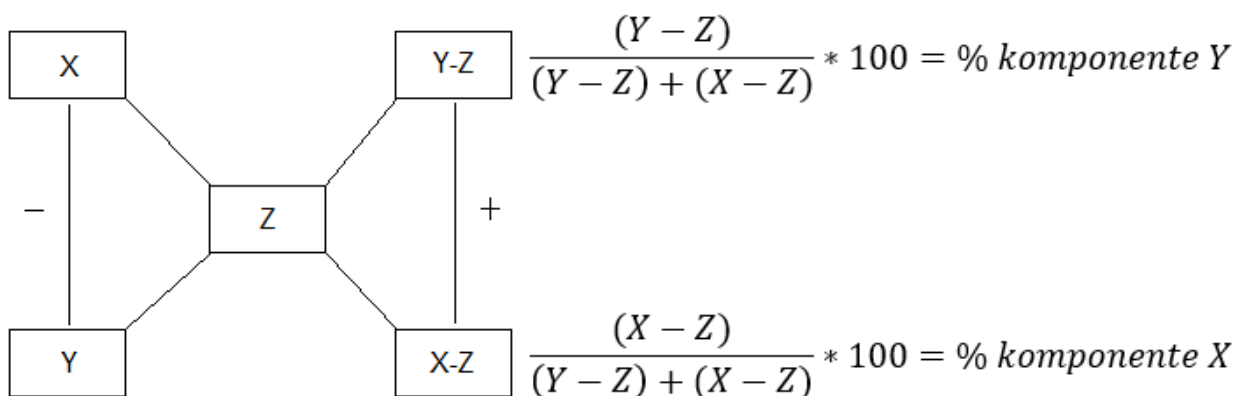 X
Y-Z
(Y − Z)
(Y − Z) + (X − Z) * 100 = % komponente Y
−
Z
+
Y
X-Z
(X − Z)
(Y − Z) + (X − Z) * 100 = % komponente X